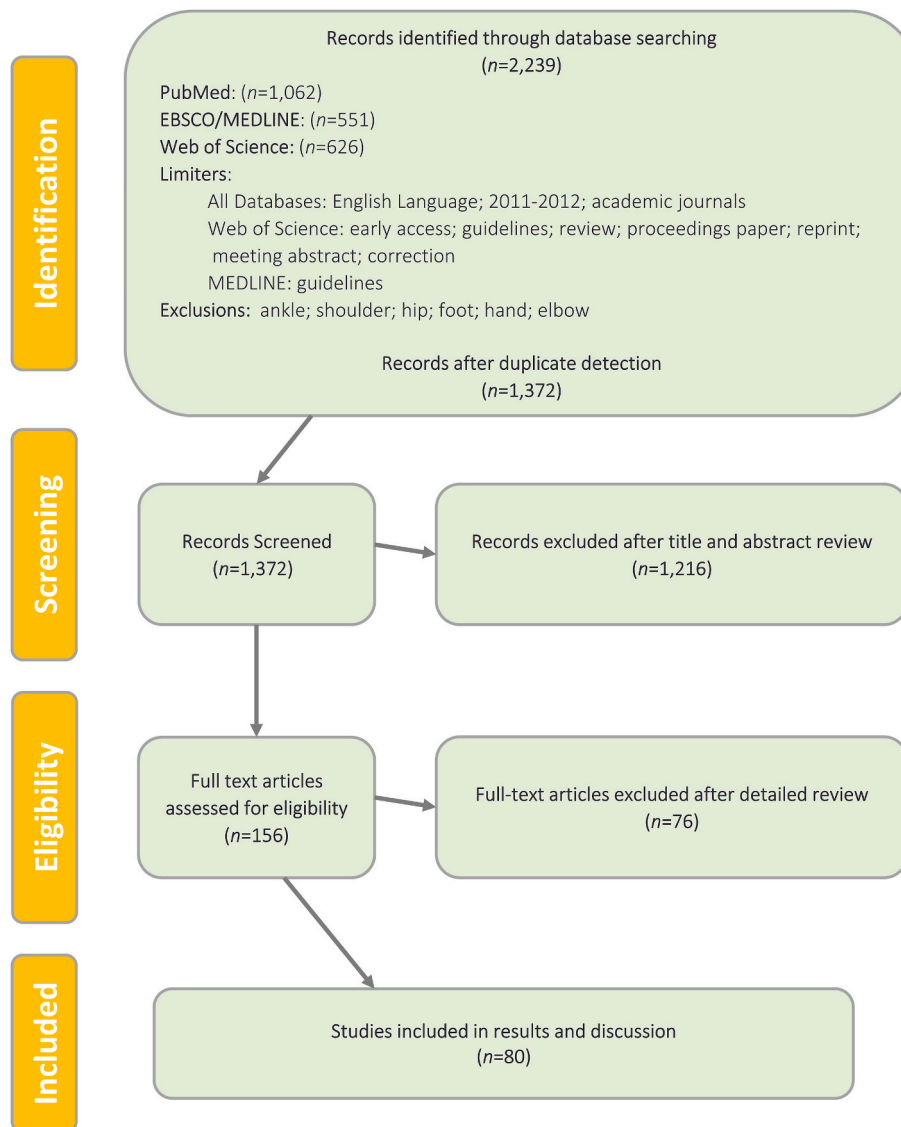 Identification
Records identified through database searching
(n=2,239)
PubMed: (n=1,062)
EBSCO/MEDLINE: (n=551)
Web of Science: (n=626)
Limiters:
All Databases: English Language; 2011-2012; academic journals
Web of Science: early access; guidelines; review; proceedings paper; reprint;
meeting abstract; correction
MEDLINE: guidelines
Exclusions: ankle; shoulder; hip; foot; hand; elbow
Records after duplicate detection
(n=1,372)
Screening
Records Screened
(n=1,372)
Records excluded after title and abstract review
(n=1,216)
Eligibility
Full text articles
assessed for eligibility
(n=156)
Full-text articles excluded after detailed review
(n=76)
Included
Studies included in results and discussion
(n=80)